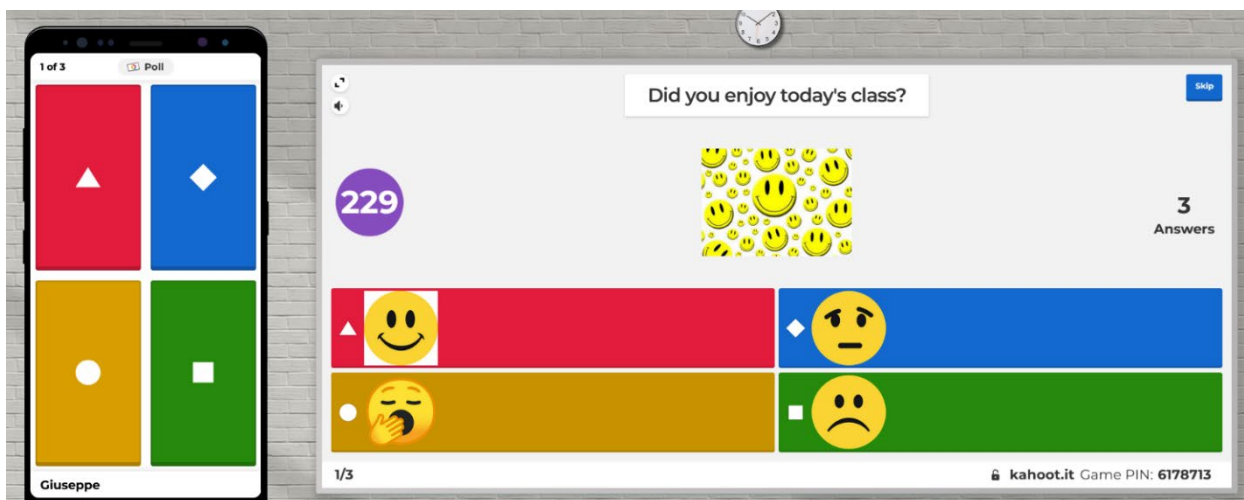 1 of 3 Poll
Giuseppe
Did you enjoy today's class?
Skip
229
3
Answers
1/3
kahoot.it Game PIN: 6178713